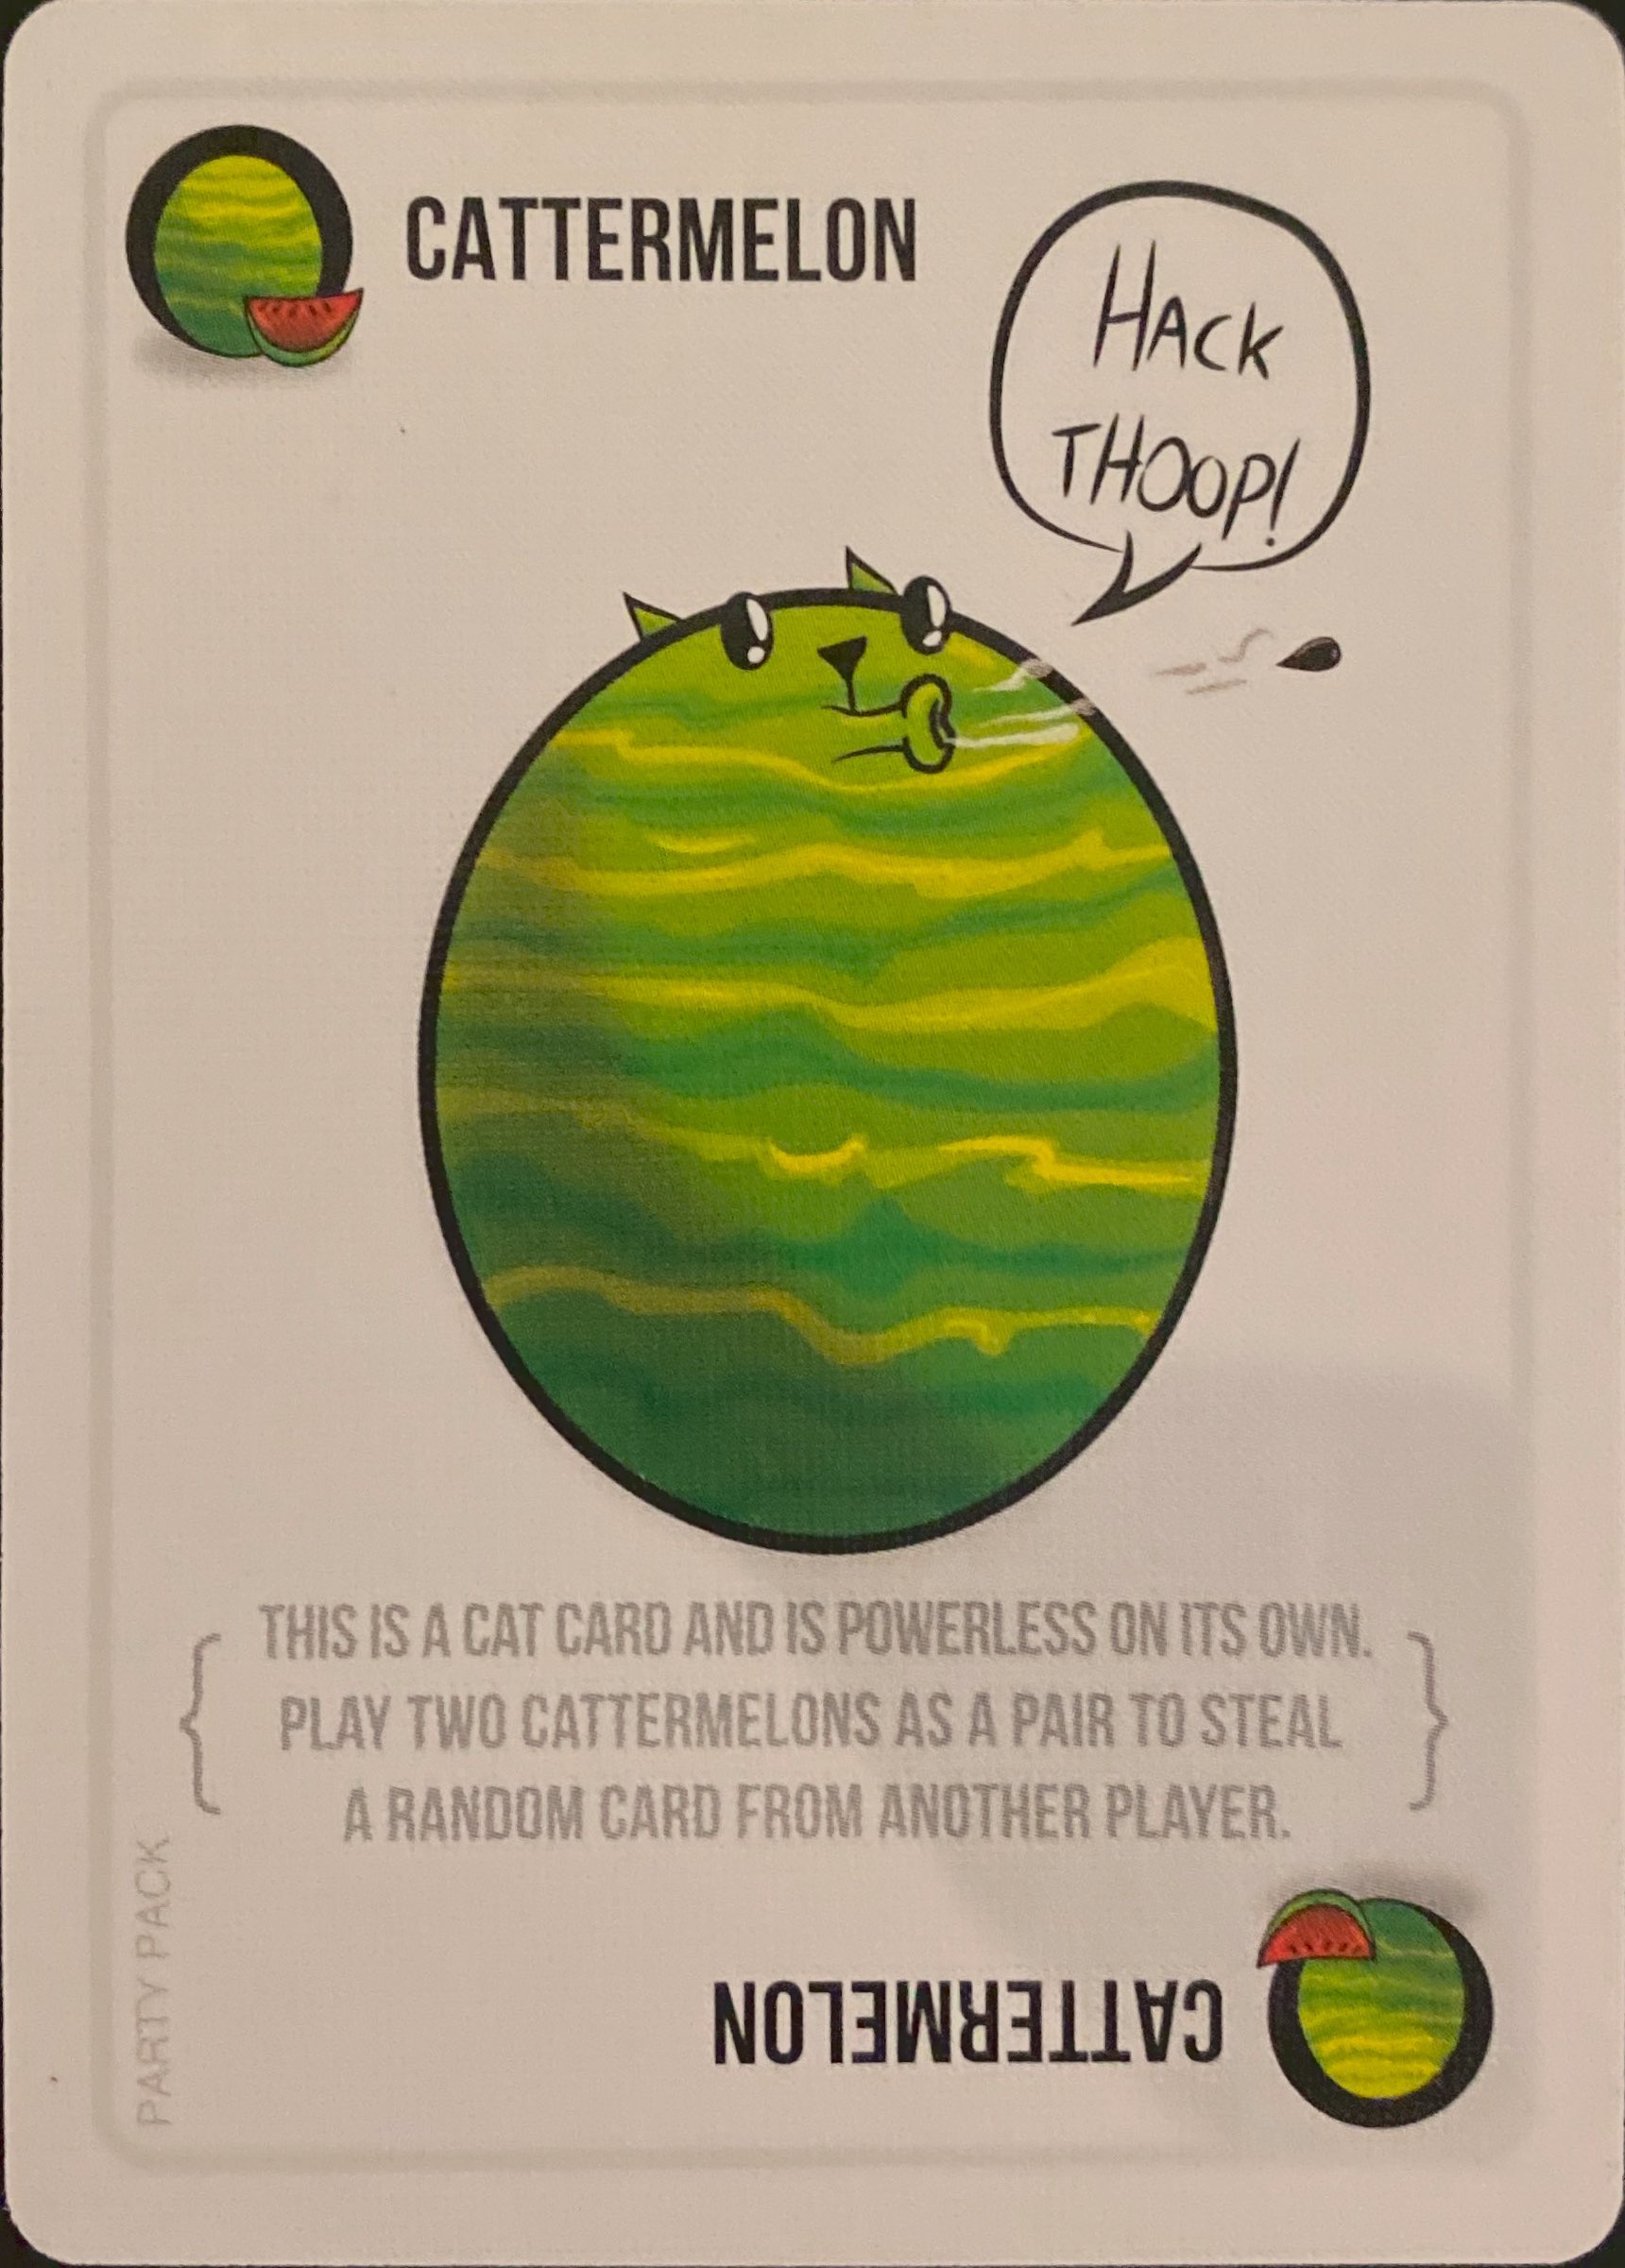 CATTERMELON
HACK
THOOP!
THIS IS A CAT CARD AND IS POWERLESS ON ITS OWN.
PLAY TWO CATTERMELONS AS A PAIR TO STEAL
A RANDOM CARD FROM ANOTHER PLAYER.
PARTY PACK
CATTERMELON